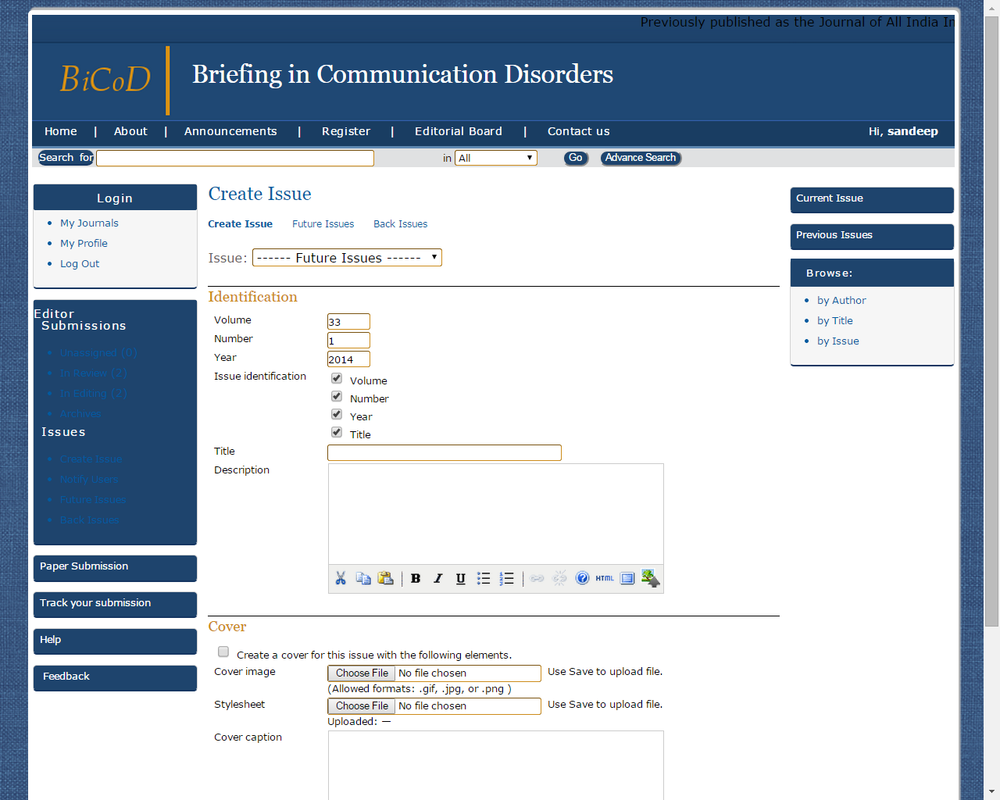 Previously published as the Journal of All India In
BiCoD
Briefing in Communication Disorders
Home | About | Announcements | Register | Editorial Board | Contact us Hi, sandeep
Search for in All Go Advance Search
Login
My Journals
My Profile
Log Out
Editor
Submissions
Unassigned (0)
In Review (2)
In Editing (2)
Archives
Issues
Create Issue
Notify Users
Future Issues
Back Issues
Paper Submission
Track your submission
Help
Feedback
Create Issue
Create Issue Future Issues Back Issues
Issue: ------ Future Issues ------
Identification
Volume 33
Number 1
Year 2014
Issue identification Volume
Number
Year
Title
Title
Description
B I U HTML
Cover
Create a cover for this issue with the following elements.
Cover image Choose File No file chosen Use Save to upload file.
(Allowed formats: .gif, .jpg, or .png )
Stylesheet Choose File No file chosen Use Save to upload file.
Uploaded: —
Cover caption
Current Issue
Previous Issues
Browse:
by Author
by Title
by Issue